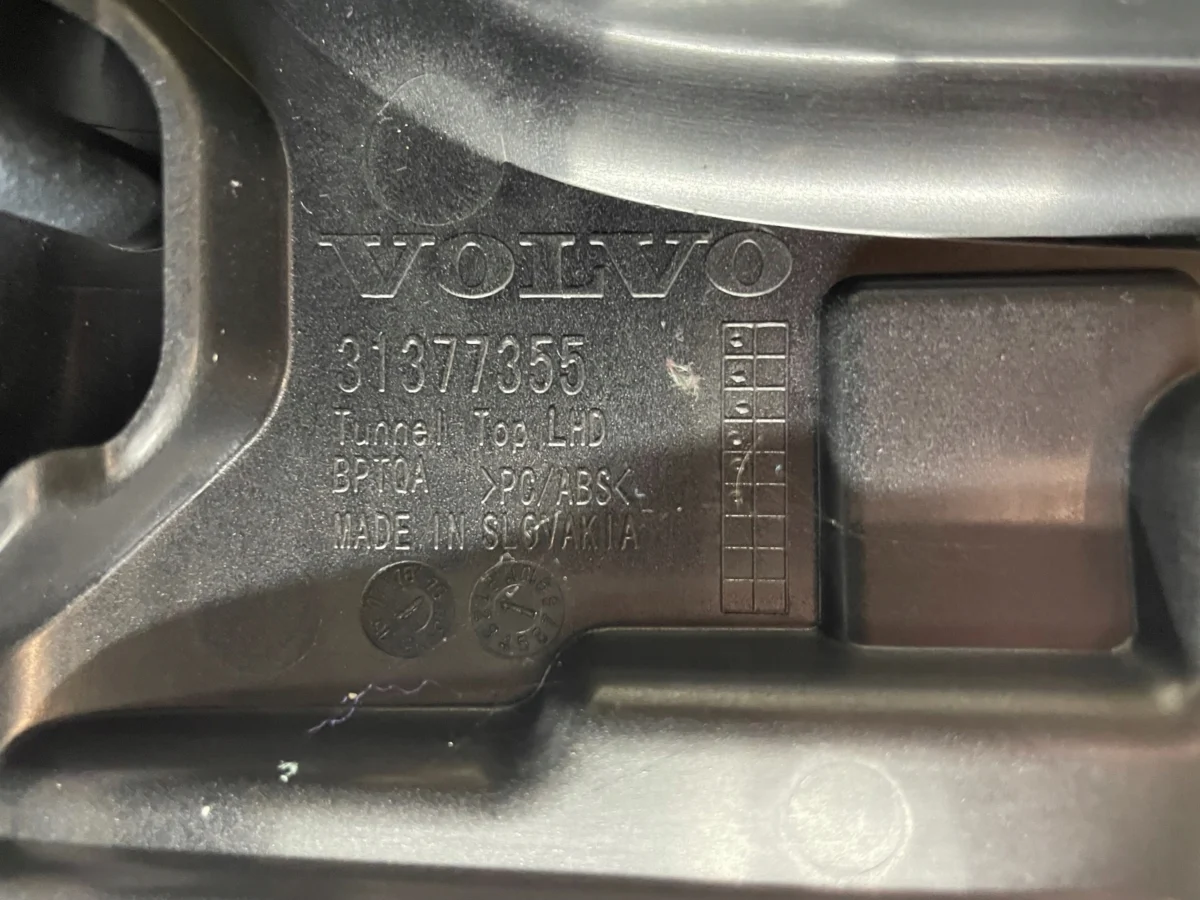 VOLVO
31377355
Tunnel Top LHD
BPTQA >PC/ABS<
MADE IN SLOVAKIA